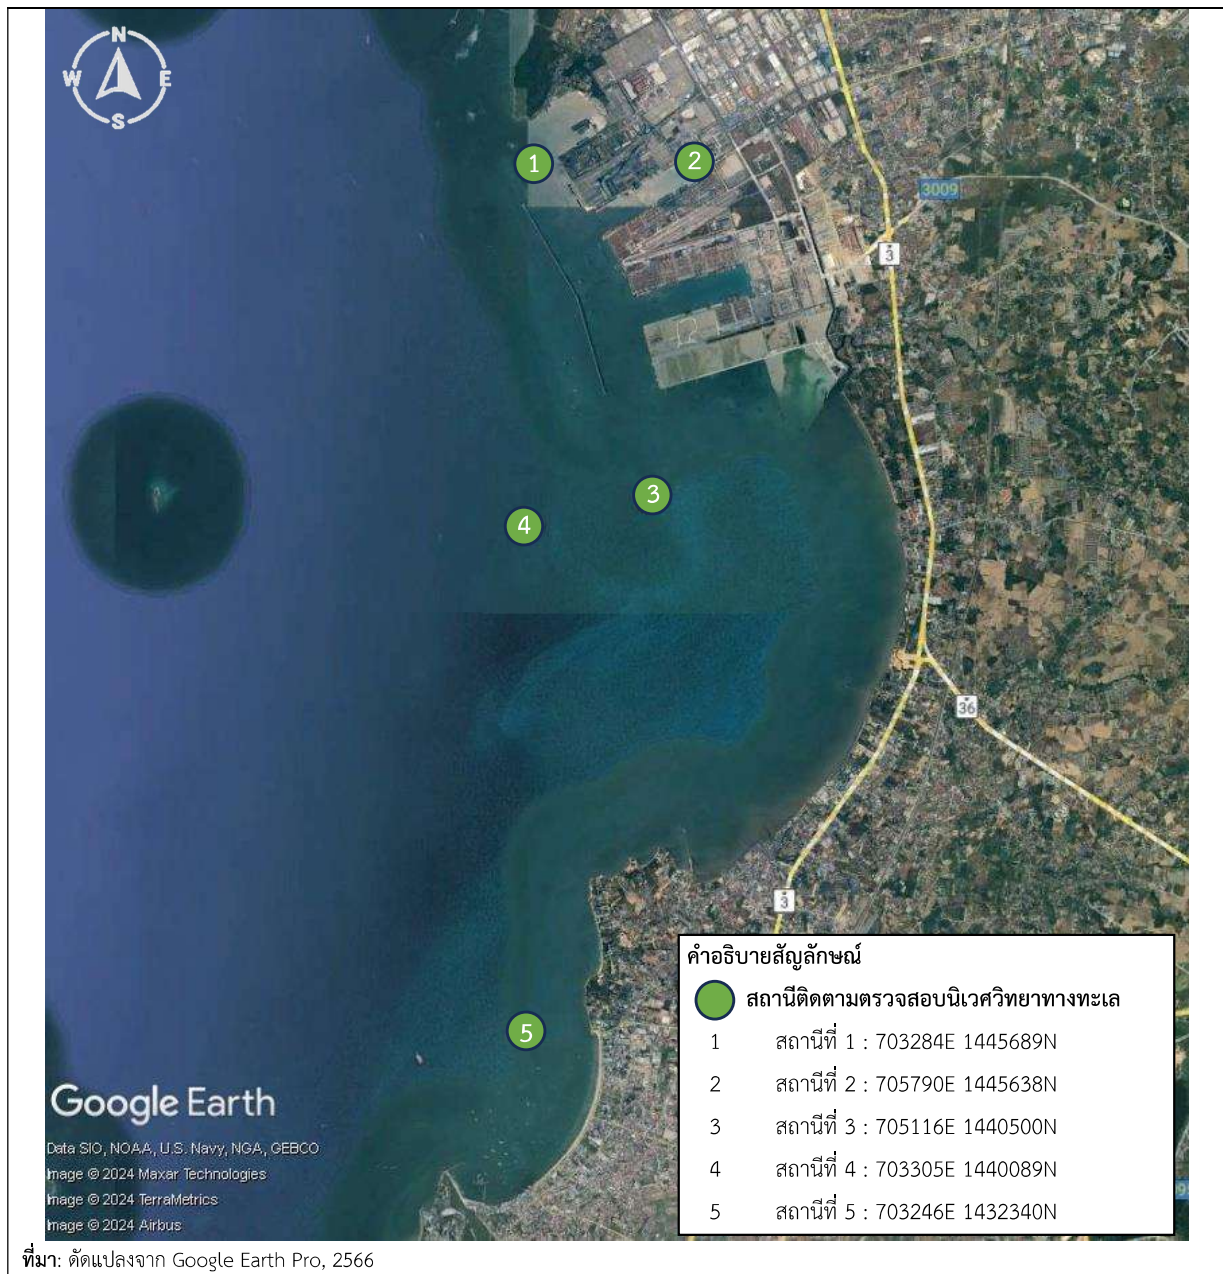 N
W E
S
1
2
3009
3
3
4
36
3
5
คำอธิบายสัญลักษณ์
สถานีติดตามตรวจสอบนิเวศวิทยาทางทะเล
1 สถานีที่ 1 : 703284E 1445689N
2 สถานีที่ 2 : 705790E 1445638N
3 สถานีที่ 3 : 705116E 1440500N
4 สถานีที่ 4 : 703305E 1440089N
5 สถานีที่ 5 : 703246E 1432340N
Google Earth
Data SIO, NOAA, U.S. Navy, NGA, GEBCO
Image © 2024 Maxar Technologies
Image © 2024 TerraMetrics
Image © 2024 Airbus
ที่มา: ดัดแปลงจาก Google Earth Pro, 2566